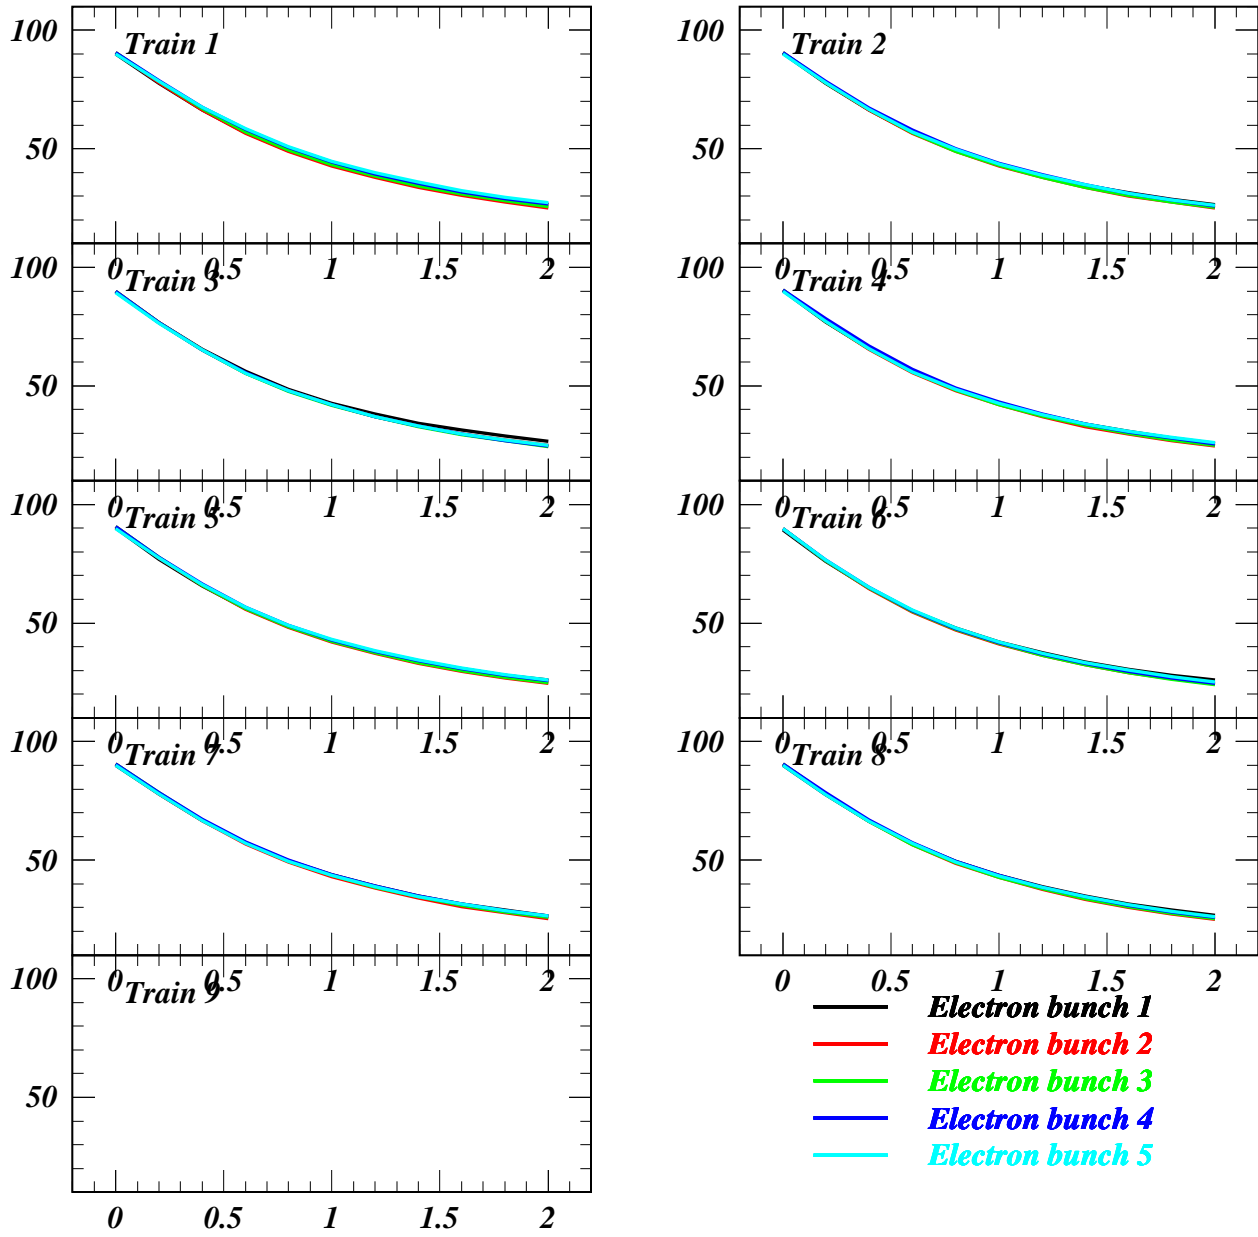 100 Train 1 100 Train 2
50 50
0 0.5 1 1.5 2 0 0.5 1 1.5 2
100 Train 3 100 Train 4
50 50
0 0.5 1 1.5 2 0 0.5 1 1.5 2
100 Train 5 100 Train 6
50 50
0 0.5 1 1.5 2 0 0.5 1 1.5 2
100 Train 7 100 Train 8
50 50
0 0.5 1 1.5 2 0 0.5 1 1.5 2
100 Train 9
50
0 0.5 1 1.5 2
Electron bunch 1
Electron bunch 2
Electron bunch 3
Electron bunch 4
Electron bunch 5